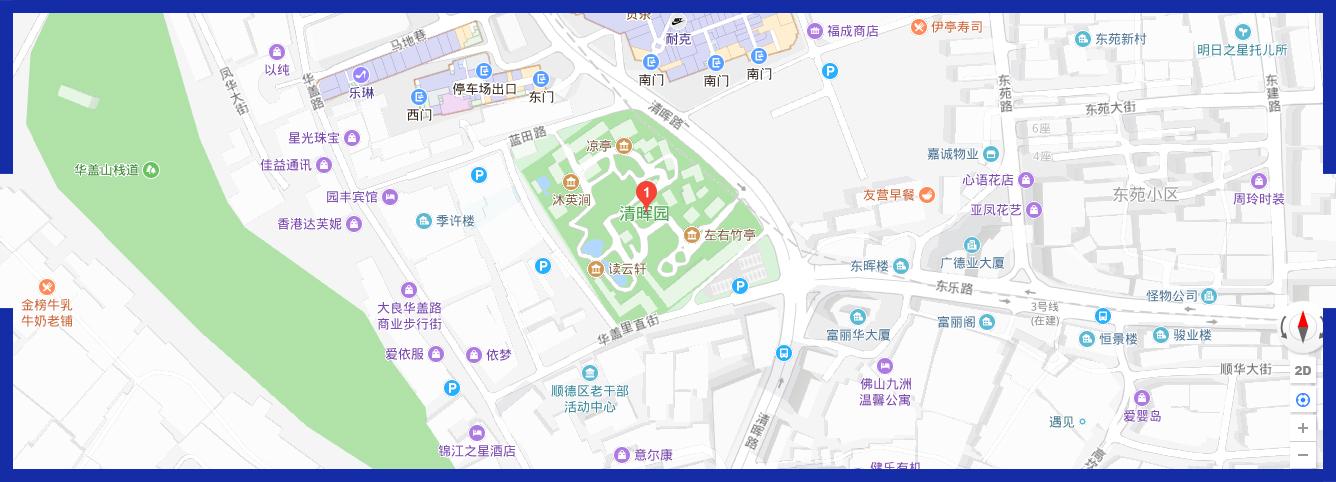 耐克
福成商店
伊亭寿司
东苑新村
明日之星托儿所
马地巷
以纯
凤华大街
华盖路
乐琳
停车场出口
东门
西门
南门
南门
南门
清晖路
东苑路
东苑大街
东建路
6座
4座
星光珠宝
蓝田路
凉亭
嘉诚物业
佳益通讯
华盖山栈道
沐英涧
1
清晖园
心语花店
东苑小区
周玲时装
园丰宾馆
友营早餐
亚凤花艺
香港达芙妮
季许楼
左右竹亭
广德业大厦
东晖楼
读云轩
金榜牛乳
牛奶老铺
大良华盖路
商业步行街
东乐路
怪物公司
3号线
(在建)
华盖里直街
富丽华大厦
富丽阁
恒景楼
骏业楼
爱依服
依梦
顺华大街
2D
顺德区老干部
活动中心
佛山九洲
温馨公寓
爱婴岛
遇见
清晖路
锦江之星酒店
意尔康
P
P
P
P
P